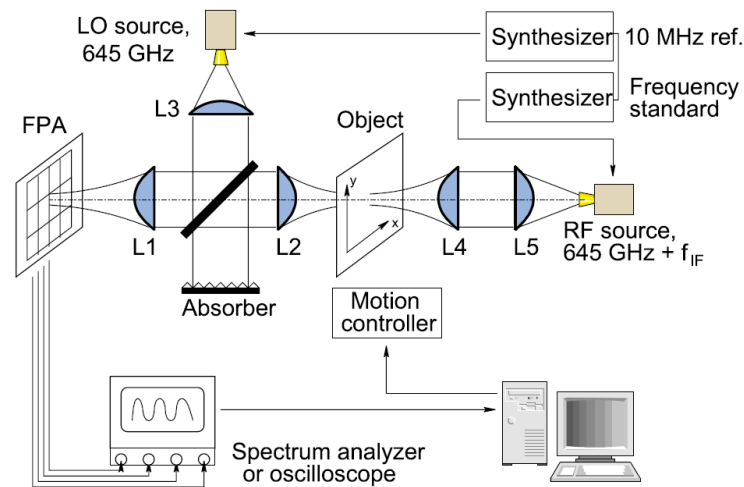 LO source,
645 GHz
Synthesizer
10 MHz ref.
Synthesizer
Frequency
standard
L3
FPA
Object
y
x
L1
L2
L4
L5
RF source,
645 GHz + f IF
Absorber
Motion
controller
Spectrum analyzer
or oscilloscope